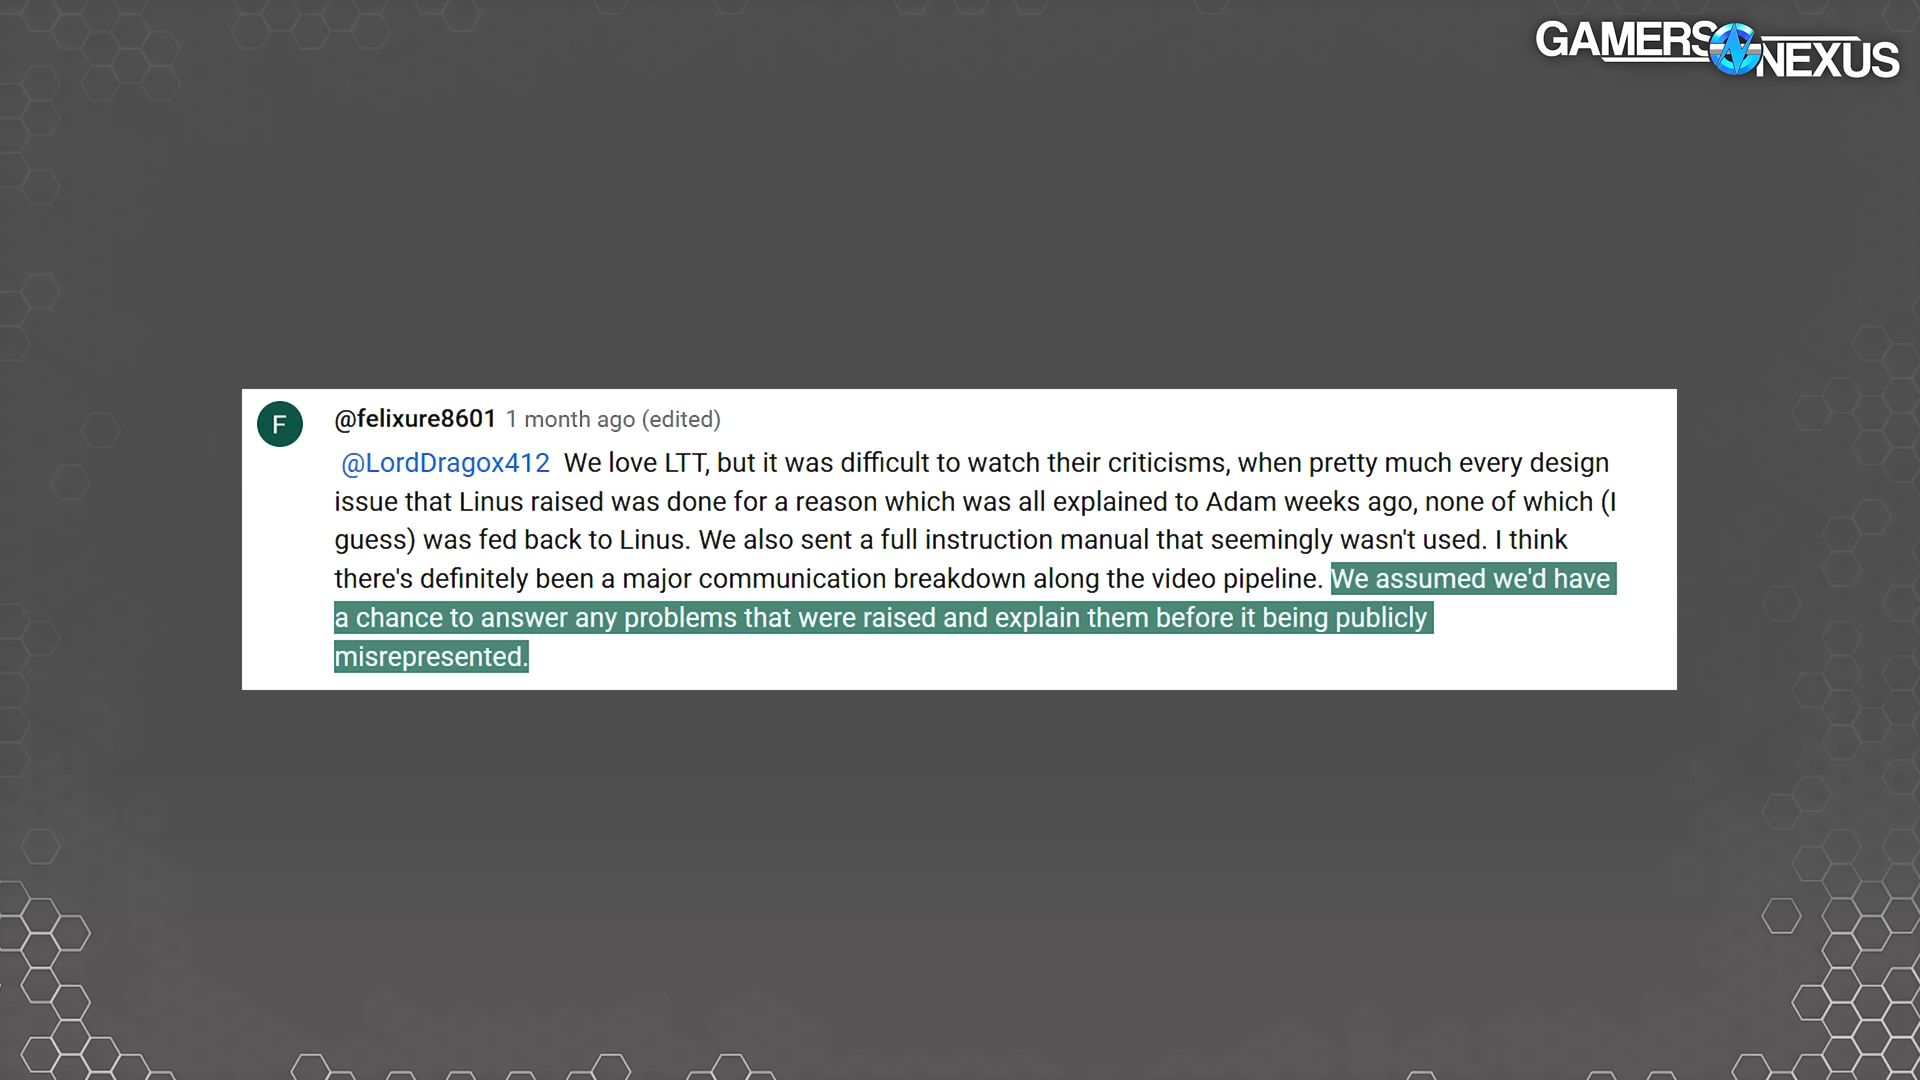 GAMERS NEXUS
F
@felixure8601 1 month ago (edited)
@LordDragox412 We love LTT, but it was difficult to watch their criticisms, when pretty much every design
issue that Linus raised was done for a reason which was all explained to Adam weeks ago, none of which (I
guess) was fed back to Linus. We also sent a full instruction manual that seemingly wasn't used. I think
there's definitely been a major communication breakdown along the video pipeline. We assumed we'd have
a chance to answer any problems that were raised and explain them before it being publicly
misrepresented.